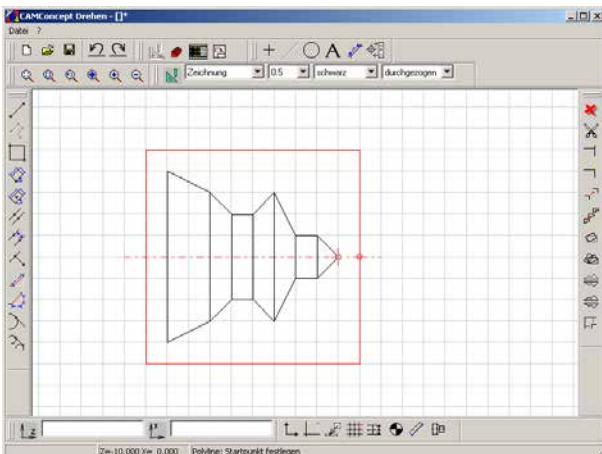 CAMConcept Drehen - []*
Datei ?
A
Zeichnung 0.5 schwarz durchgezogen
z x
Z=-10.000 X= 0.000 Polyline: Startpunkt festlegen